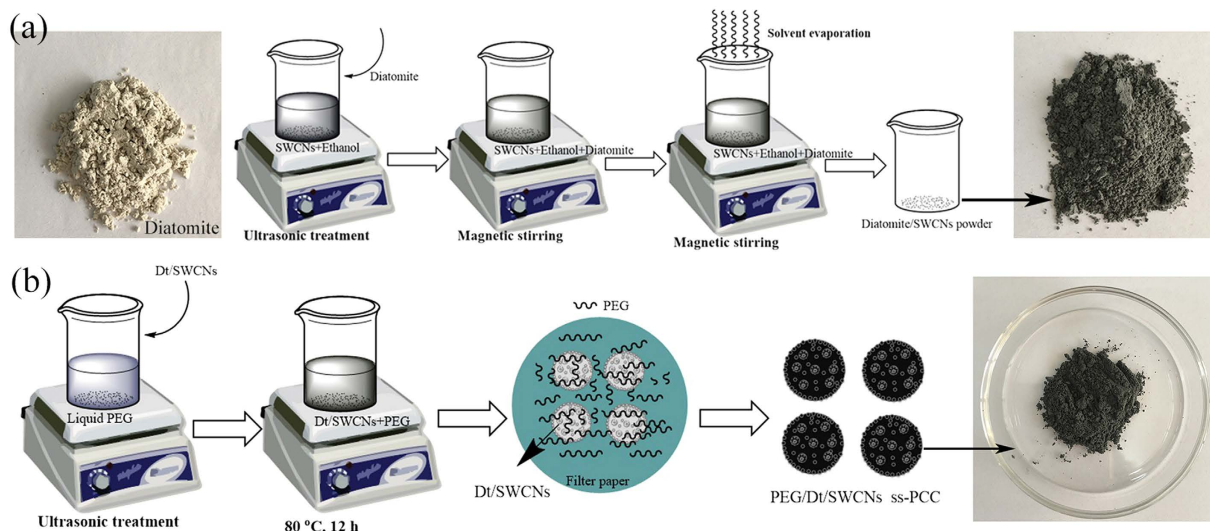 (a)
Diatomite
Diatomite
SWCNs+Ethanol
Ultrasonic treatment
SWCNs+Ethanol+Diatomite
Magnetic stirring
Solvent evaporation
SWCNs+Ethanol+Diatomite
Magnetic stirring
Diatomite/SWCNs powder
(b)
Dt/SWCNs
Liquid PEG
Ultrasonic treatment
Dt/SWCNs+PEG
80 °C, 12 h
PEG
Dt/SWCNs
Filter paper
PEG/Dt/SWCNs ss-PCC